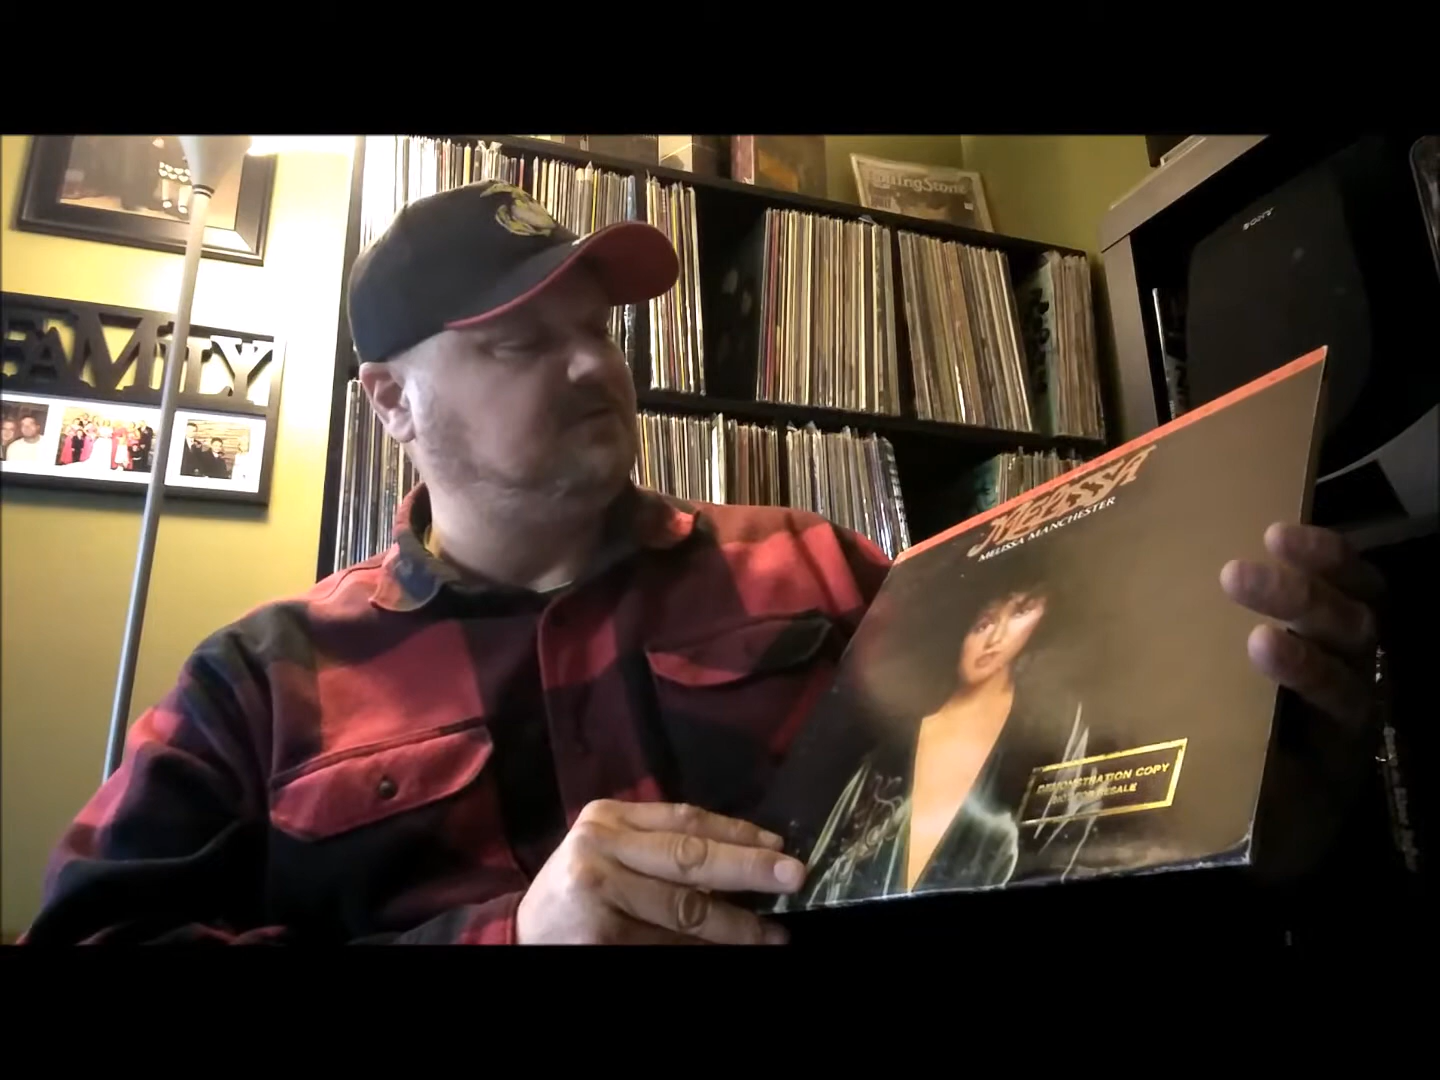 RollingStone
SONY
FAMILY
MELISSA
MELISSA MANCHESTER
DEMONSTRATION COPY
NOT FOR RESALE